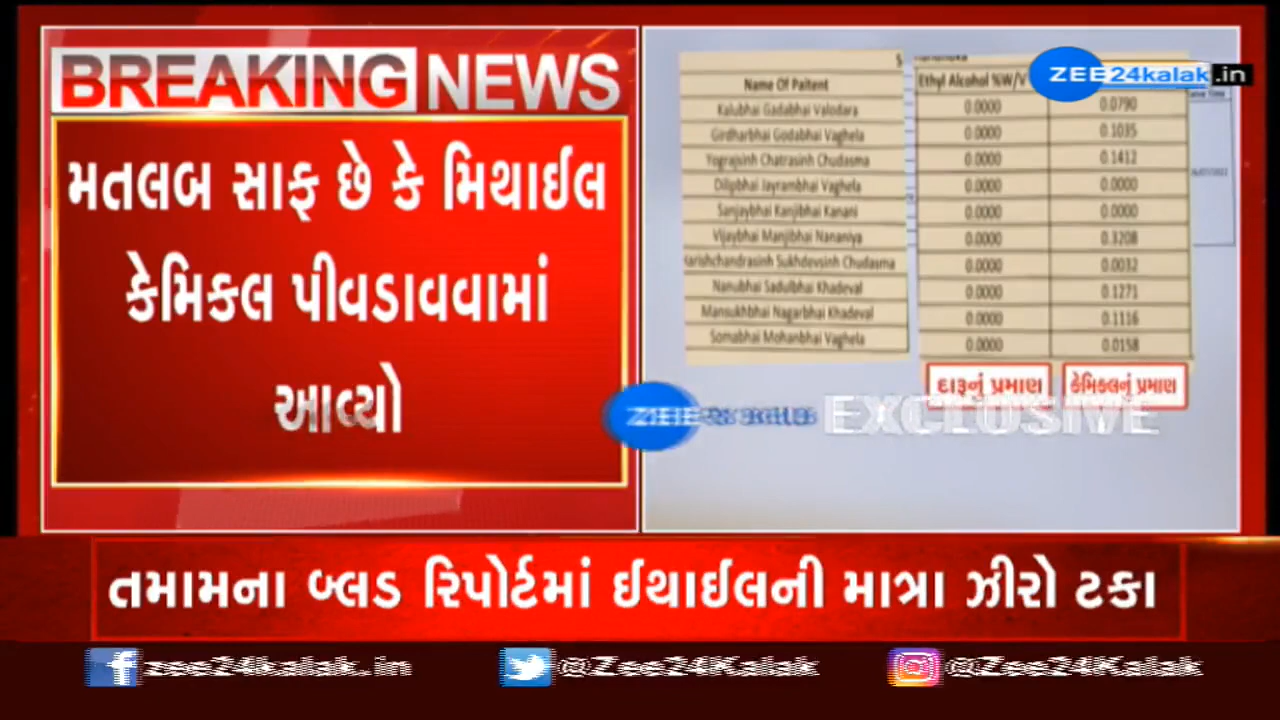 BREAKING NEWS
મતલબ સાફ છે કે મિથાઈલ
કેમિકલ પીવડાવવામાં
આવ્યો
Name Of Paitent
Kalubhai Gadabhai Valodara
Girdharbhai Godabhai Vaghela
Yograjsinh Chatrasinh Chudasma
Dilipbhai Jayrambhai Vaghela
Sanjaybhai Kanjibhai Kanani
Vijaybhai Manjibhai Nananiya
Harishchandrasinh Sukhdevsinh Chudasma
Nanubhai Sadulbhai Khadeval
Mansukhbhai Nagarbhai Khadeval
Somabhai Mohanbhai Vaghela
Ethyl Alcohol %W/V
0.0000 0.0790
0.0000 0.1035
0.0000 0.1412
0.0000 0.0000
0.0000 0.0000
0.0000 0.3208
0.0000 0.0032
0.0000 0.1271
0.0000 0.1116
0.0000 0.0158
દારૂનું પ્રમાણ કેમિકલનું પ્રમાણ
ZEE24kalak.in
EXCLUSIVE
તમામના બ્લડ રિપોર્ટમાં ઈથાઈલની માત્રા ઝીરો ટકા
zee24kalak.in @Zee24Kalak @Zee24Kalak